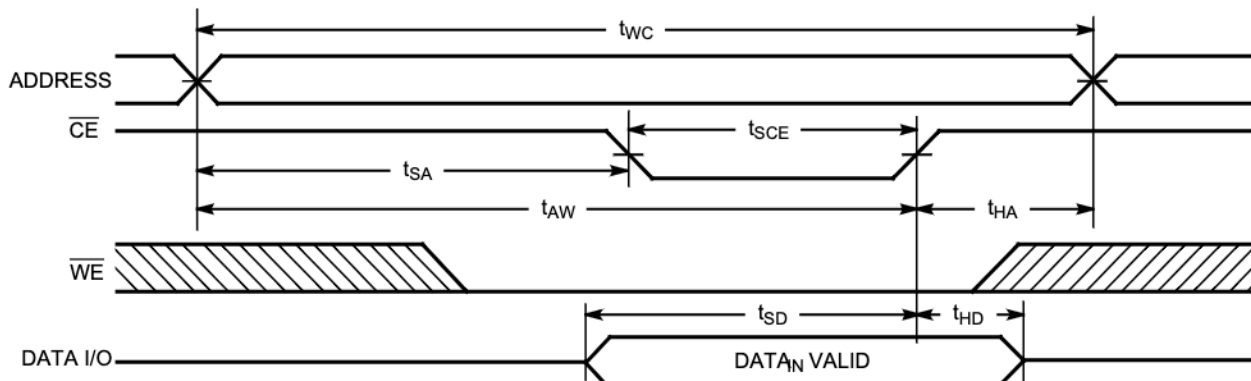 tWC
ADDRESS
CE
tSCE
tSA
tAW
tHA
WE
tSD
tHD
DATA I/O
DATAIN VALID